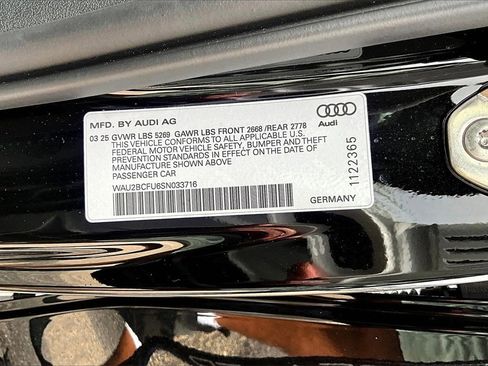 MFD. BY AUDI AG
Audi
03 25 GVWR LBS 5269 GAWR LBS FRONT 2668 /REAR 2778
THIS VEHICLE CONFORMS TO ALL APPLICABLE U.S.
FEDERAL MOTOR VEHICLE SAFETY, BUMPER AND THEFT
PREVENTION STANDARDS IN EFFECT ON THE DATE OF
MANUFACTURE SHOWN ABOVE
PASSENGER CAR
WAU2BCFU6SN033716
GERMANY
1122365